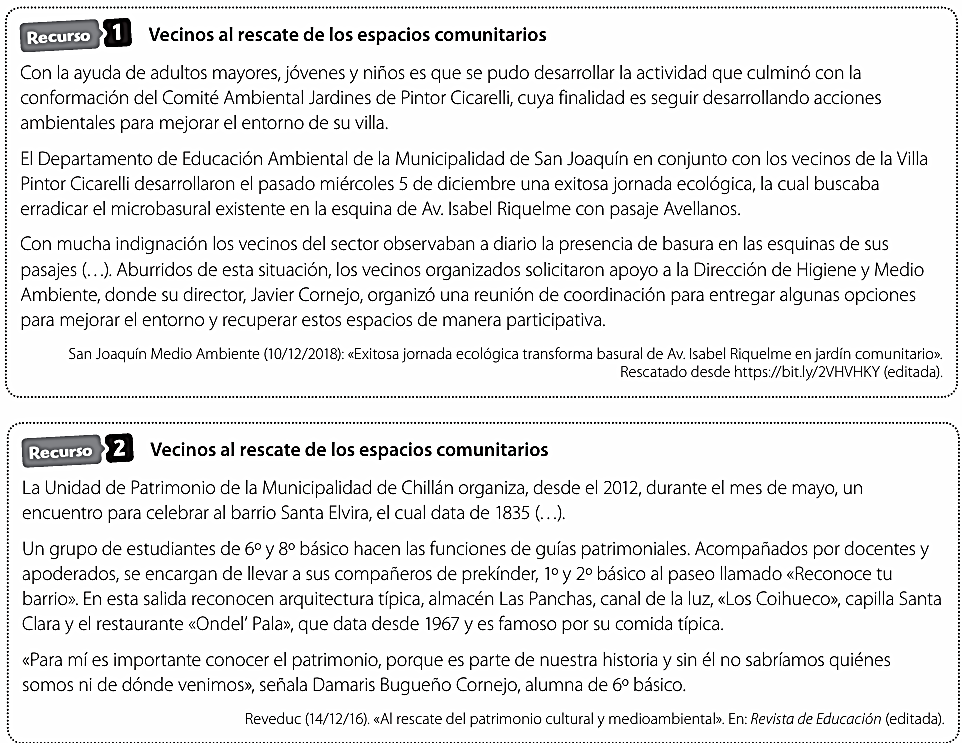 Recurso 1 Vecinos al rescate de los espacios comunitarios
Con la ayuda de adultos mayores, jóvenes y niños es que se pudo desarrollar la actividad que culminó con la
conformación del Comité Ambiental Jardines de Pintor Cicarelli, cuya finalidad es seguir desarrollando acciones
ambientales para mejorar el entorno de su villa.
El Departamento de Educación Ambiental de la Municipalidad de San Joaquín en conjunto con los vecinos de la Villa
Pintor Cicarelli desarrollaron el pasado miércoles 5 de diciembre una exitosa jornada ecológica, la cual buscaba
erradicar el microbasural existente en la esquina de Av. Isabel Riquelme con pasaje Avellanos.
Con mucha indignación los vecinos del sector observaban a diario la presencia de basura en las esquinas de sus
pasajes (…). Aburridos de esta situación, los vecinos organizados solicitaron apoyo a la Dirección de Higiene y Medio
Ambiente, donde su director, Javier Cornejo, organizó una reunión de coordinación para entregar algunas opciones
para mejorar el entorno y recuperar estos espacios de manera participativa.
San Joaquín Medio Ambiente (10/12/2018): «Exitosa jornada ecológica transforma basural de Av. Isabel Riquelme en jardín comunitario».
Rescatado desde https://bit.ly/2VHVHKY (editada).
Recurso 2 Vecinos al rescate de los espacios comunitarios
La Unidad de Patrimonio de la Municipalidad de Chillán organiza, desde el 2012, durante el mes de mayo, un
encuentro para celebrar al barrio Santa Elvira, el cual data de 1835 (…).
Un grupo de estudiantes de 6º y 8º básico hacen las funciones de guías patrimoniales. Acompañados por docentes y
apoderados, se encargan de llevar a sus compañeros de prekínder, 1º y 2º básico al paseo llamado «Reconoce tu
barrio». En esta salida reconocen arquitectura típica, almacén Las Panchas, canal de la luz, «Los Coihueco», capilla Santa
Clara y el restaurante «Ondel’ Pala», que data desde 1967 y es famoso por su comida típica.
«Para mí es importante conocer el patrimonio, porque es parte de nuestra historia y sin él no sabríamos quiénes
somos ni de dónde venimos», señala Damaris Bugueño Cornejo, alumna de 6º básico.
Reveduc (14/12/16). «Al rescate del patrimonio cultural y medioambiental». En: Revista de Educación (editada).